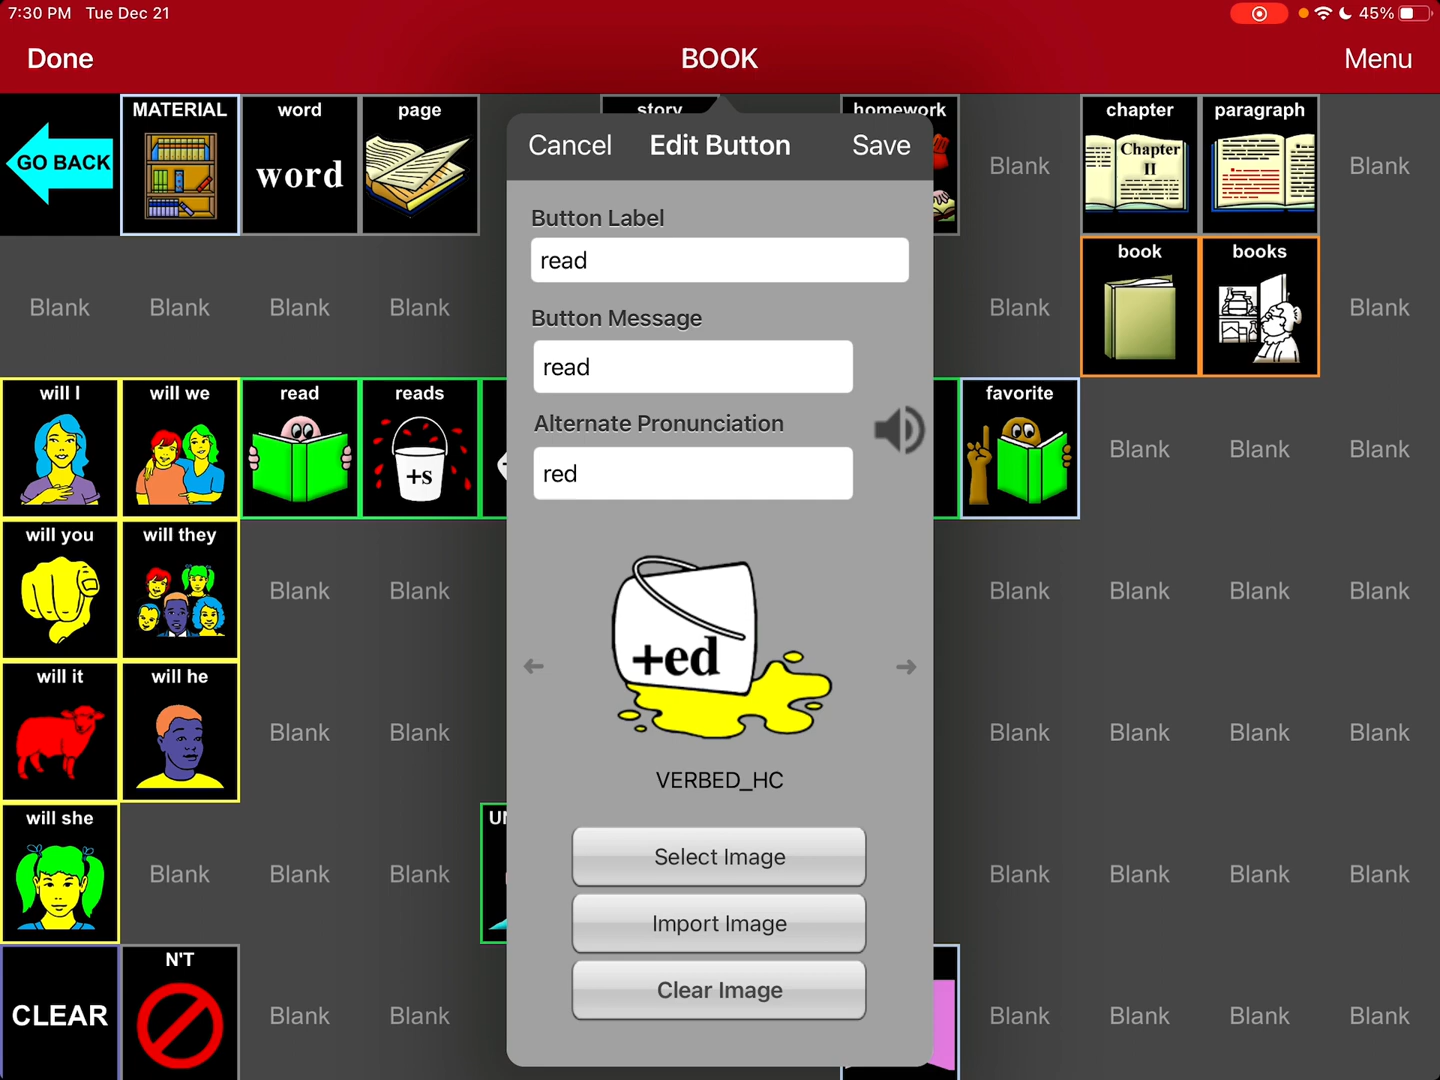 7:30 PM Tue Dec 21 45%
Done BOOK Menu
GO BACK
MATERIAL
word
word
page
story
homework
Blank
chapter
Chapter
II
paragraph
Blank
Cancel Edit Button Save
Button Label
read
Button Message
read
Alternate Pronunciation
red
+ed
VERBED_HC
Select Image
Import Image
Clear Image
Blank Blank Blank Blank Blank
book
books
Blank
will I
will we
read
reads
+s
favorite
Blank Blank Blank
will you
will they
Blank Blank Blank Blank Blank Blank
will it
will he
Blank Blank Blank Blank Blank Blank
will she
Blank Blank Blank
Blank Blank Blank Blank
CLEAR
N'T
Blank Blank Blank Blank Blank Blank